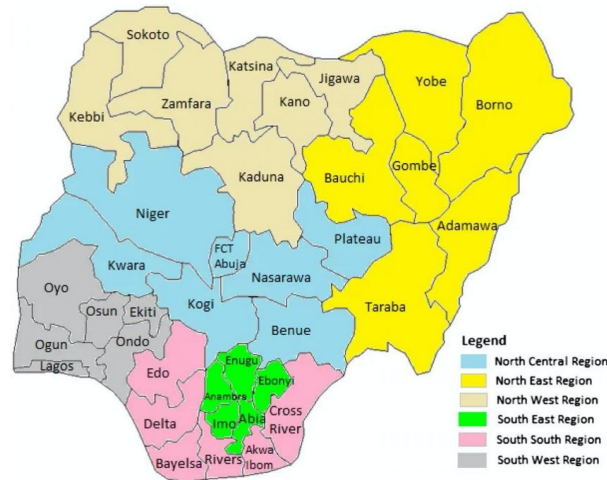 Sokoto
Katsina
Jigawa
Yobe
Borno
Kebbi
Zamfara
Kano
Kaduna
Bauchi
Gombe
Adamawa
Niger
FCT
Abuja
Plateau
Kwara
Nasarawa
Taraba
Oyo
Kogi
Benue
Osun
Ekiti
Ogun
Ondo
Lagos
Edo
Enugu
Ebonyi
Anambra
Imo
Abia
Cross
River
Delta
Bayelsa
Rivers
Akwa
Ibom
Legend
North Central Region
North East Region
North West Region
South East Region
South South Region
South West Region